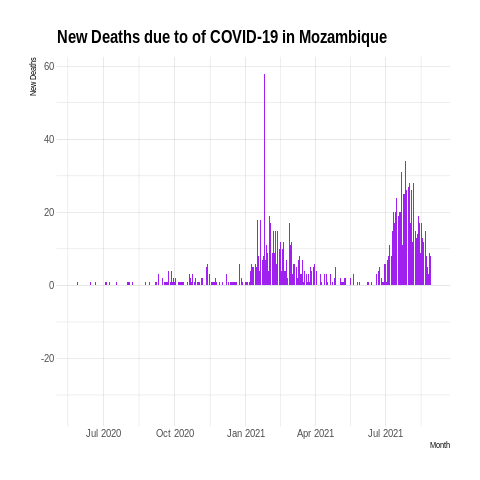 New Deaths due to of COVID-19 in Mozambique
New Deaths
60
40
20
0
-20
Jul 2020 Oct 2020 Jan 2021 Apr 2021 Jul 2021
Month